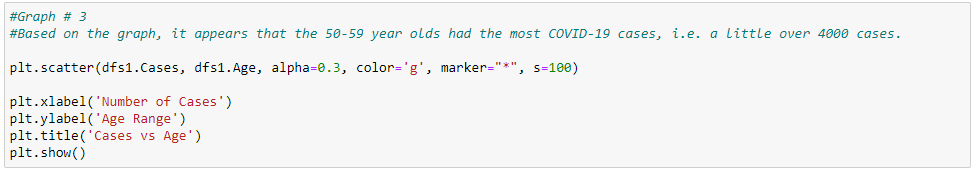 #Graph # 3
#Based on the graph, it appears that the 50-59 year olds had the most COVID-19 cases, i.e. a little over 4000 cases.
plt.scatter(dfs1.Cases, dfs1.Age, alpha=0.3, color='g', marker="*", s=100)
plt.xlabel('Number of Cases')
plt.ylabel('Age Range')
plt.title('Cases vs Age')
plt.show()